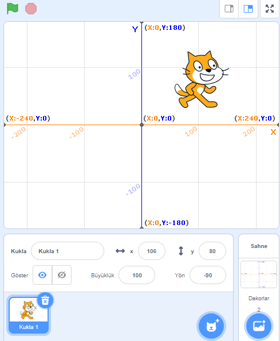 Y
(X:0,Y:180)
100
(X:-240,Y:0)
(X:0,Y:0)
(X:240,Y:0)
-200
-100
100
200
X
-100
(X:0,Y:-180)
Kukla
Kukla 1
x
106
y
80
Göster
Büyüklük
100
Yön
-90
Kukla 1
Sahne
Dekorlar
2